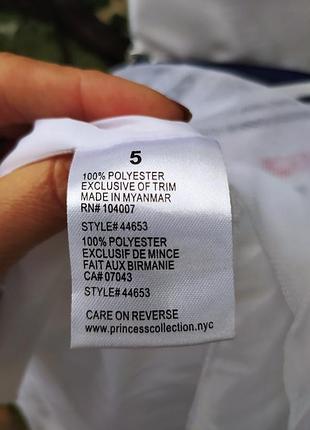 5
100% POLYESTER
EXCLUSIVE OF TRIM
MADE IN MYANMAR
RN# 104007
STYLE# 44653
100% POLYESTER
EXCLUSIF DE MINCE
FAIT AUX BIRMANIE
CA# 07043
STYLE# 44653
CARE ON REVERSE
www.princesscollection.nyc